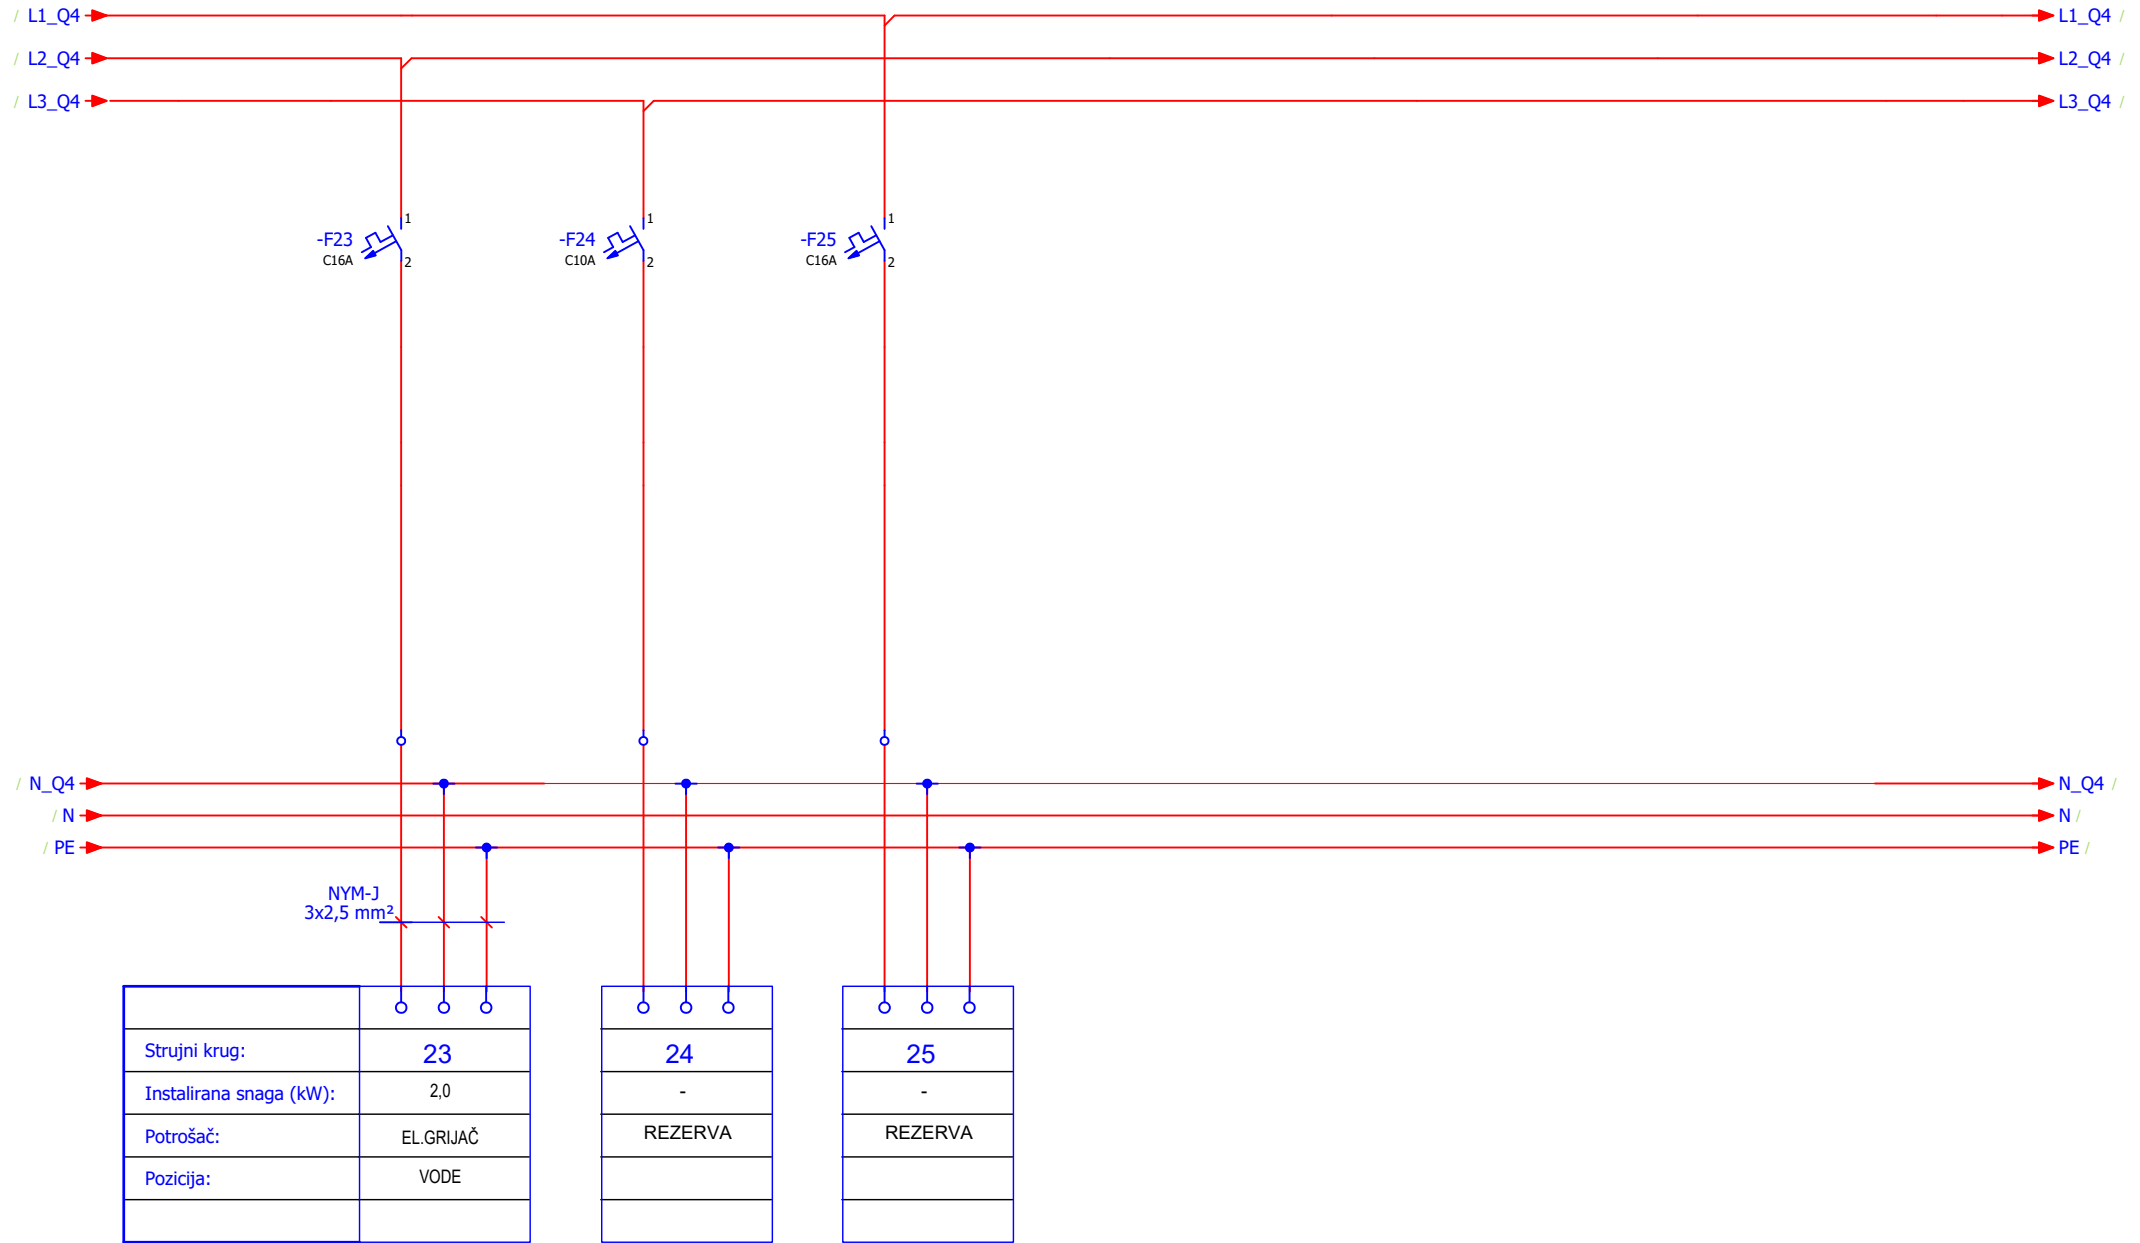 / L1_Q4
L1_Q4 /
/ L2_Q4
L2_Q4 /
/ L3_Q4
L3_Q4 /
-F23
C16A
1
2
-F24
C10A
1
2
-F25
C16A
1
2
/ N_Q4
N_Q4 /
/ N
N /
/ PE
PE /
NYM-J
3x2,5 mm²
Strujni krug: 23 24 25
Instalirana snaga (kW): 2,0 - -
Potrošač: EL.GRIJAČ REZERVA REZERVA
Pozicija: VODE